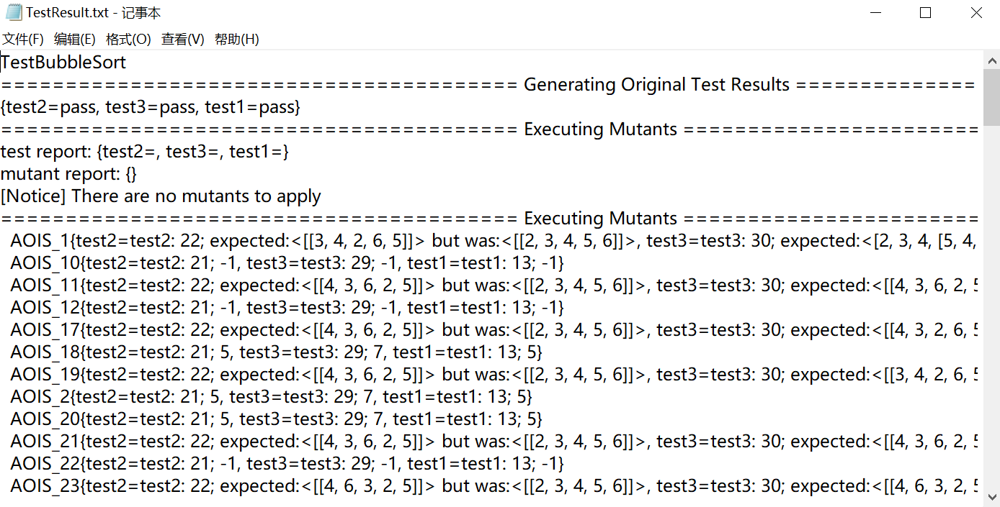 TestResult.txt - 记事本
文件(F) 编辑(E) 格式(O) 查看(V) 帮助(H)
TestBubbleSort
======================================== Generating Original Test Results ==============
{test2=pass, test3=pass, test1=pass}
======================================== Executing Mutants =======================
test report: {test2=, test3=, test1=}
mutant report: {}
[Notice] There are no mutants to apply
======================================== Executing Mutants =======================
AOIS_1{test2=test2: 22; expected:<[[3, 4, 2, 6, 5]]> but was:<[[2, 3, 4, 5, 6]]>, test3=test3: 30; expected:<[2, 3, 4, [5, 4,
AOIS_10{test2=test2: 21; -1, test3=test3: 29; -1, test1=test1: 13; -1}
AOIS_11{test2=test2: 22; expected:<[[4, 3, 6, 2, 5]]> but was:<[[2, 3, 4, 5, 6]]>, test3=test3: 30; expected:<[[4, 3, 6, 2, 5
AOIS_12{test2=test2: 21; -1, test3=test3: 29; -1, test1=test1: 13; -1}
AOIS_17{test2=test2: 22; expected:<[[4, 3, 6, 2, 5]]> but was:<[[2, 3, 4, 5, 6]]>, test3=test3: 30; expected:<[[4, 3, 2, 6, 5
AOIS_18{test2=test2: 21; 5, test3=test3: 29; 7, test1=test1: 13; 5}
AOIS_19{test2=test2: 22; expected:<[[4, 3, 6, 2, 5]]> but was:<[[2, 3, 4, 5, 6]]>, test3=test3: 30; expected:<[[3, 4, 2, 6, 5
AOIS_2{test2=test2: 21; 5, test3=test3: 29; 7, test1=test1: 13; 5}
AOIS_20{test2=test2: 21; 5, test3=test3: 29; 7, test1=test1: 13; 5}
AOIS_21{test2=test2: 22; expected:<[[4, 3, 6, 2, 5]]> but was:<[[2, 3, 4, 5, 6]]>, test3=test3: 30; expected:<[[4, 3, 6, 2, 5
AOIS_22{test2=test2: 21; -1, test3=test3: 29; -1, test1=test1: 13; -1}
AOIS_23{test2=test2: 22; expected:<[[4, 6, 3, 2, 5]]> but was:<[[2, 3, 4, 5, 6]]>, test3=test3: 30; expected:<[[4, 6, 3, 2, 5